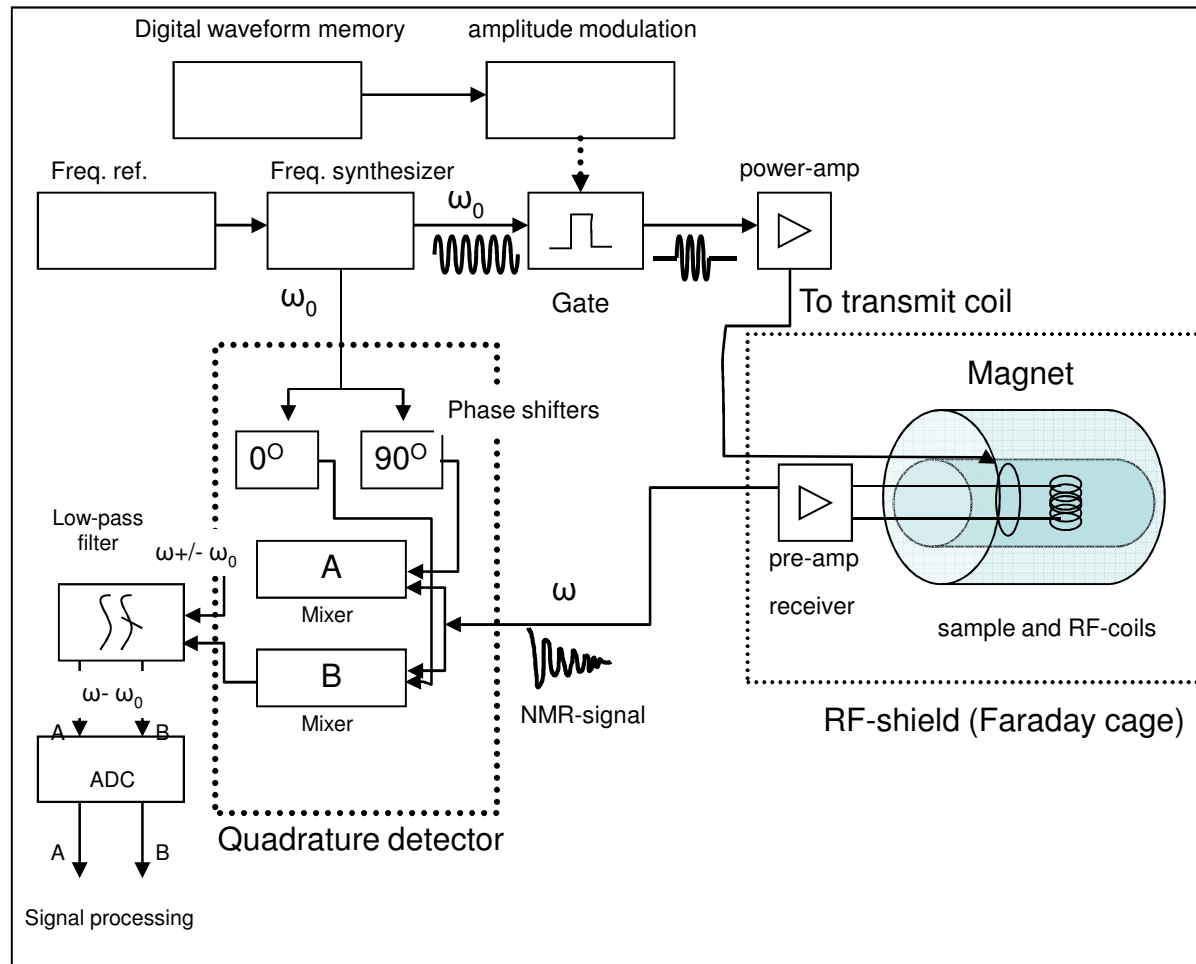 Digital waveform memory
amplitude modulation
Freq. ref.
Freq. synthesizer
power-amp
ω0
Gate
To transmit coil
ω0
Magnet
Phase shifters
0O
90O
Low-pass
filter
ω+/- ω0
A
Mixer
ω
pre-amp
receiver
sample and RF-coils
B
Mixer
NMR-signal
ω- ω0
RF-shield (Faraday cage)
A B
ADC
Quadrature detector
A B
Signal processing